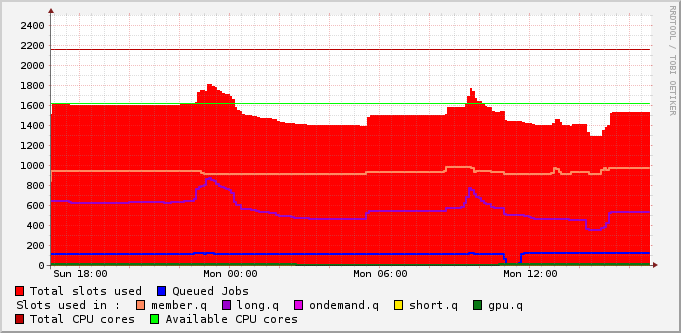 2400
2200
2000
1800
1600
1400
1200
1000
800
600
400
200
0
Sun 18:00 Mon 00:00 Mon 06:00 Mon 12:00
RRDTOOL / TOBI OETIKER
Total slots used Queued Jobs
Slots used in : member.q long.q ondemand.q short.q gpu.q
Total CPU cores Available CPU cores